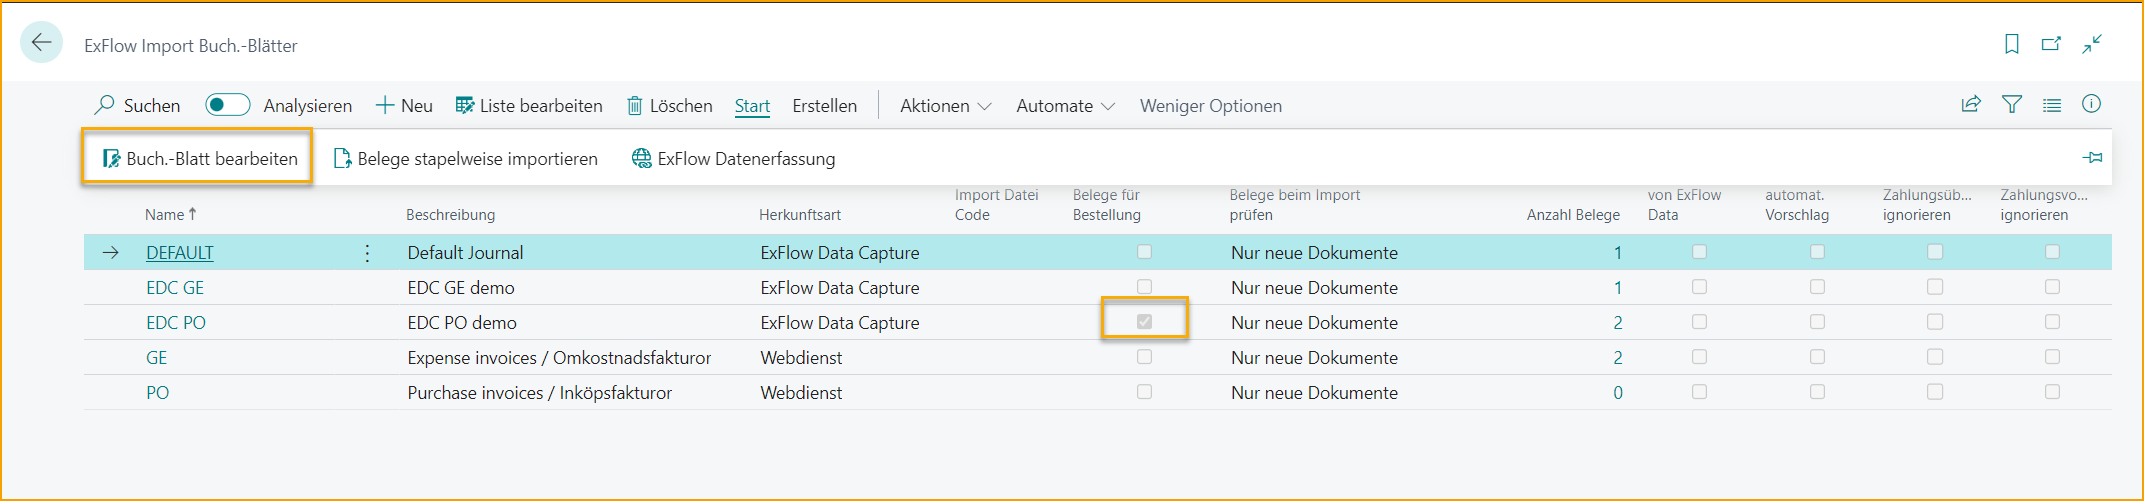 ExFlow Import Buch.-Blätter
Suchen Analysieren Neu Liste bearbeiten Löschen Start Erstellen Aktionen Automate Weniger Optionen
Buch.-Blatt bearbeiten Belege stapelweise importieren ExFlow Datenerfassung
Import Datei Belege für Belege beim Import von ExFlow automat. Zahlungsüb... Zahlungsvo...
Name ↑ Beschreibung Herkunftsart Code Bestellung prüfen Anzahl Belege Data Vorschlag ignorieren ignorieren
DEFAULT Default Journal ExFlow Data Capture Nur neue Dokumente 1
EDC GE EDC GE demo ExFlow Data Capture Nur neue Dokumente 1
EDC PO EDC PO demo ExFlow Data Capture Nur neue Dokumente 2
GE Expense invoices / Omkostnadsfakturor Webdienst Nur neue Dokumente 2
PO Purchase invoices / Inköpsfakturor Webdienst Nur neue Dokumente 0